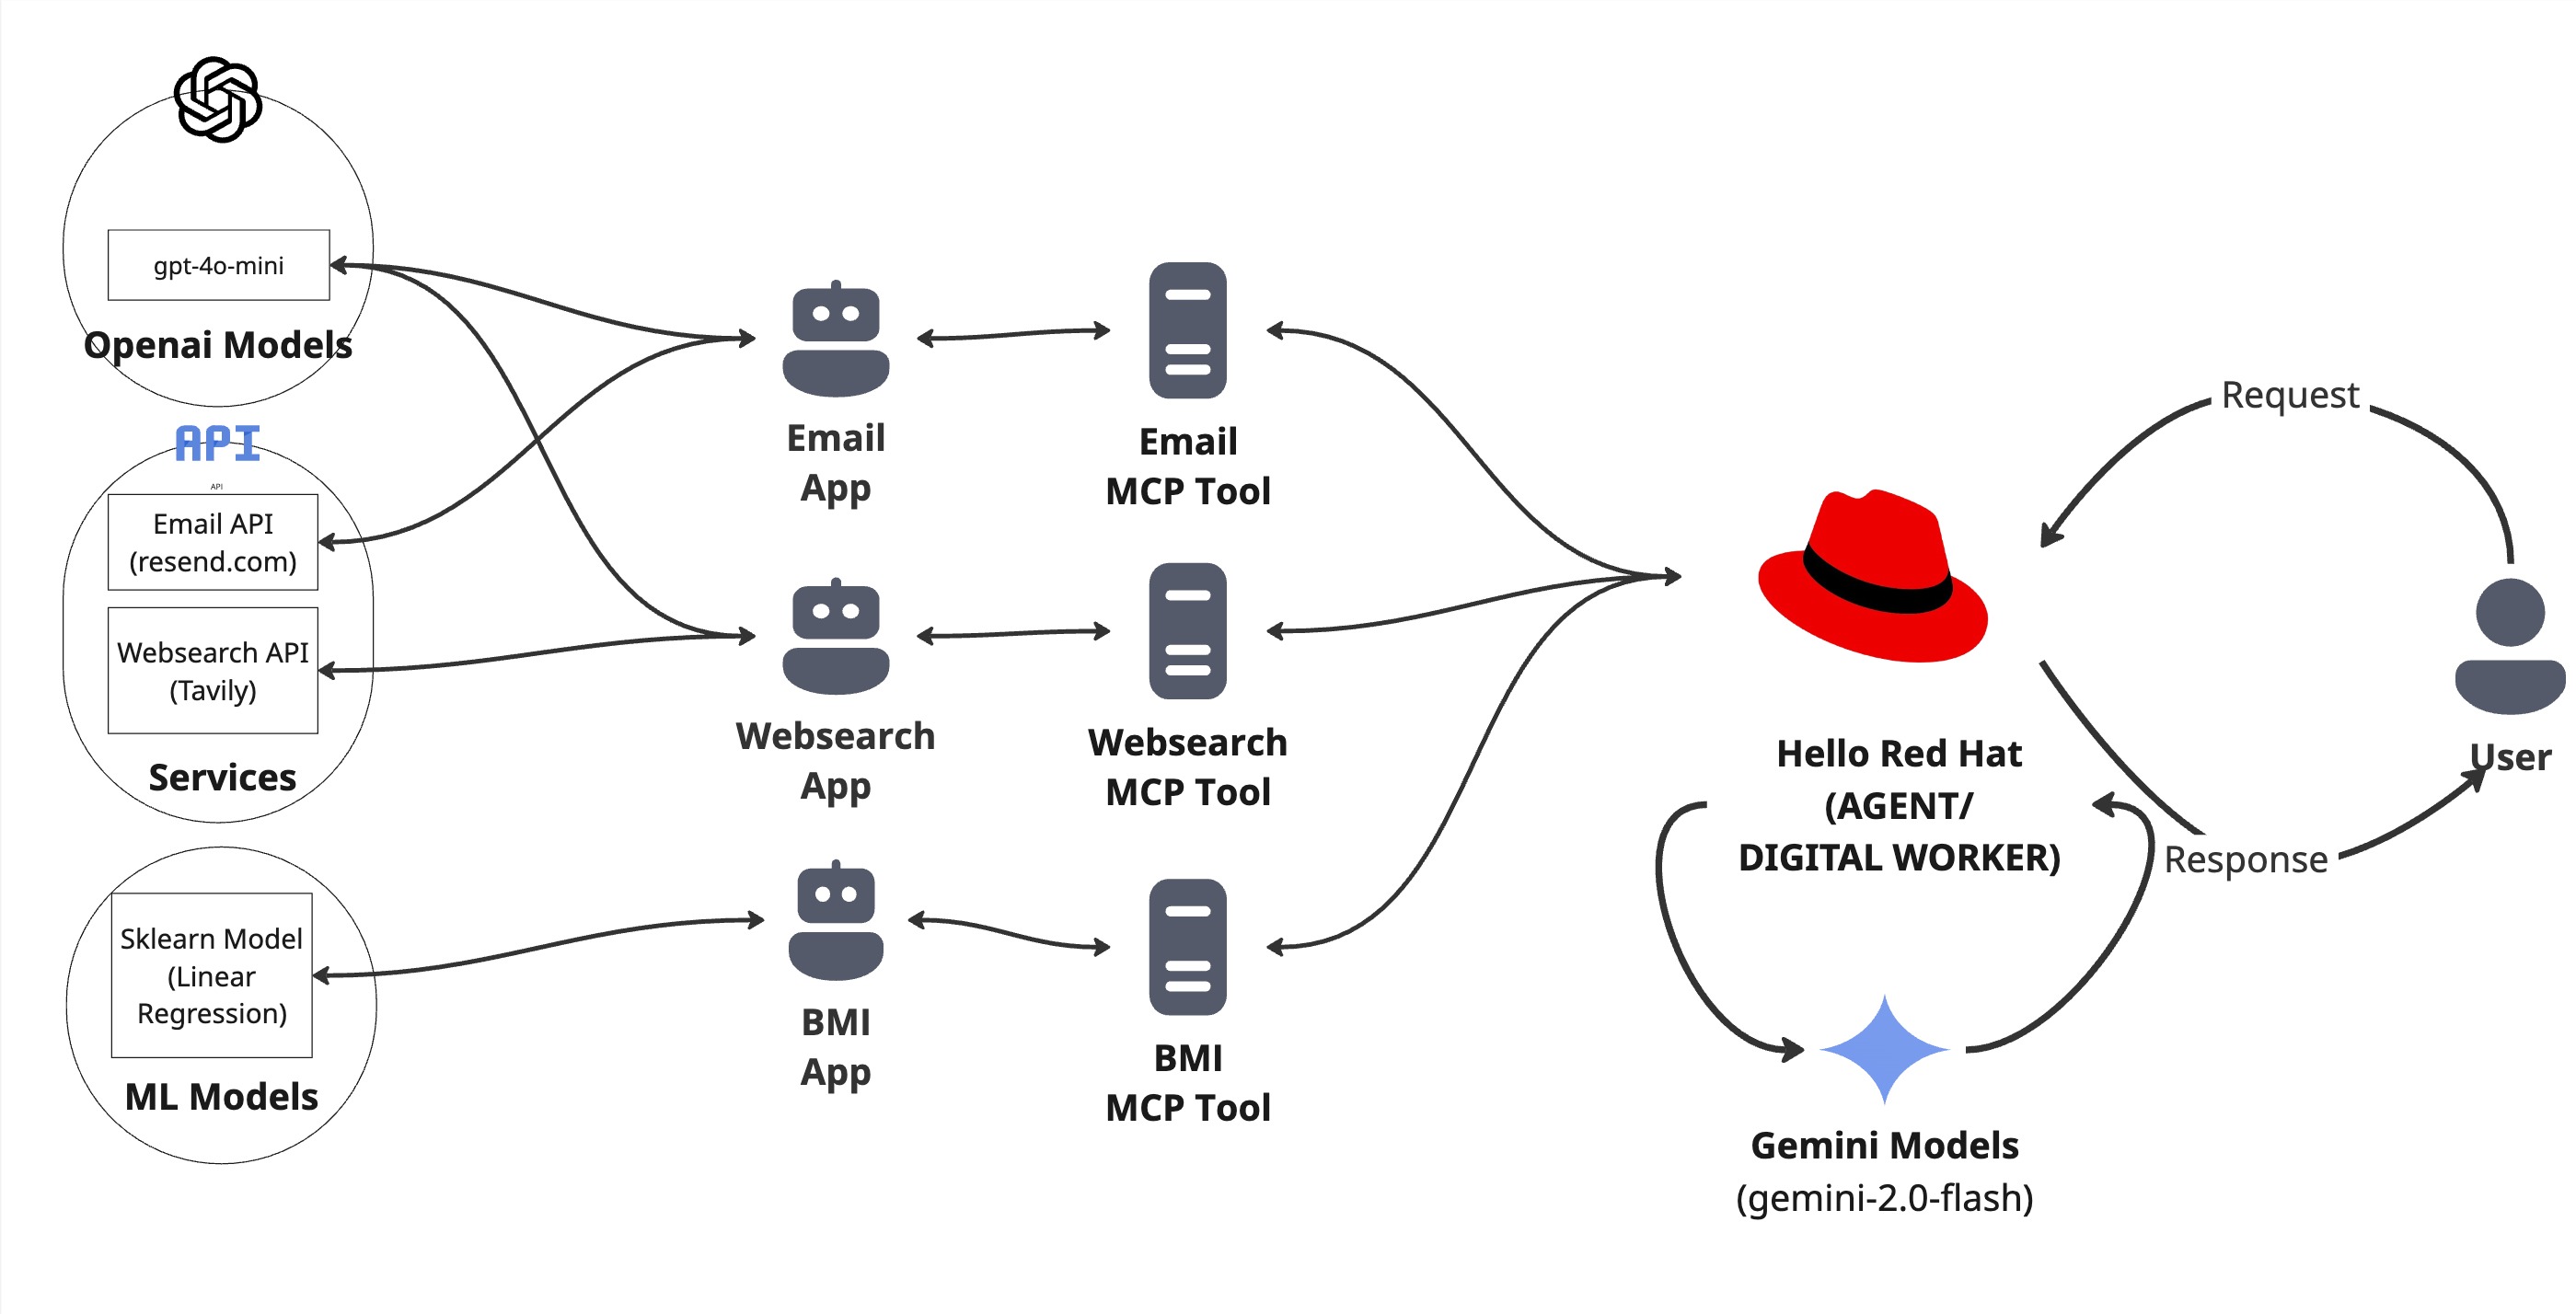 gpt-4o-mini
Openai Models
API
API
Email API
(resend.com)
Websearch API
(Tavily)
Services
Sklearn Model
(Linear
Regression)
ML Models
Email
App
Websearch
App
BMI
App
Email
MCP Tool
Websearch
MCP Tool
BMI
MCP Tool
Hello Red Hat
(AGENT/
DIGITAL WORKER)
Gemini Models
(gemini-2.0-flash)
Request
Response
User